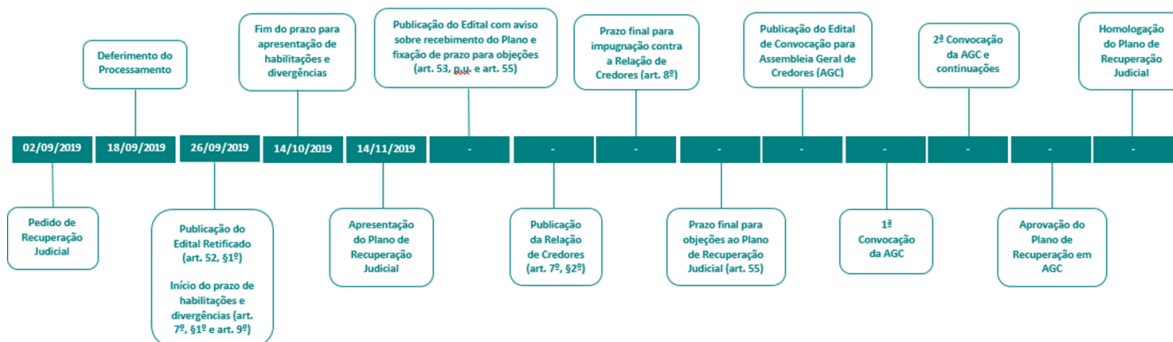 Deferimento do
Processamento
Fim do prazo para
apresentação de
habilitações e
divergências
Publicação do Edital com aviso
sobre recebimento do Plano e
fixação de prazo para objeções
(art. 53, p.u. e art. 55)
Prazo final para
impugnação contra
a Relação de
Credores (art. 8º)
Publicação do Edital
de Convocação para
Assembleia Geral de
Credores (AGC)
2ª Convocação
da AGC e
continuações
Homologação
do Plano de
Recuperação
Judicial
02/09/2019 18/09/2019 26/09/2019 14/10/2019 14/11/2019 - - - - - - - - -
Pedido de
Recuperação
Judicial
Publicação do
Edital Retificado
(art. 52, §1º)
Início do prazo de
habilitações e
divergências (art.
7º, §1º e art. 9º)
Apresentação
do Plano de
Recuperação
Judicial
Publicação
da Relação
de Credores
(art. 7º, §2º)
Prazo final para
objeções ao Plano
de Recuperação
Judicial (art. 55)
1ª
Convocação
da AGC
Aprovação do
Plano de
Recuperação em
AGC